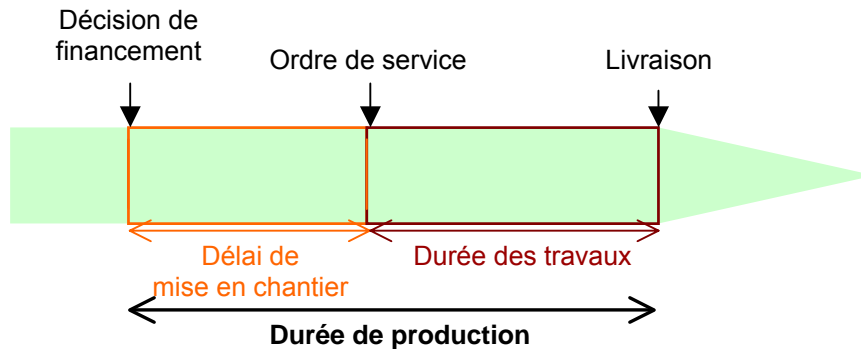 Décision de
financement
Ordre de service
Livraison
Délai de
mise en chantier
Durée des travaux
Durée de production